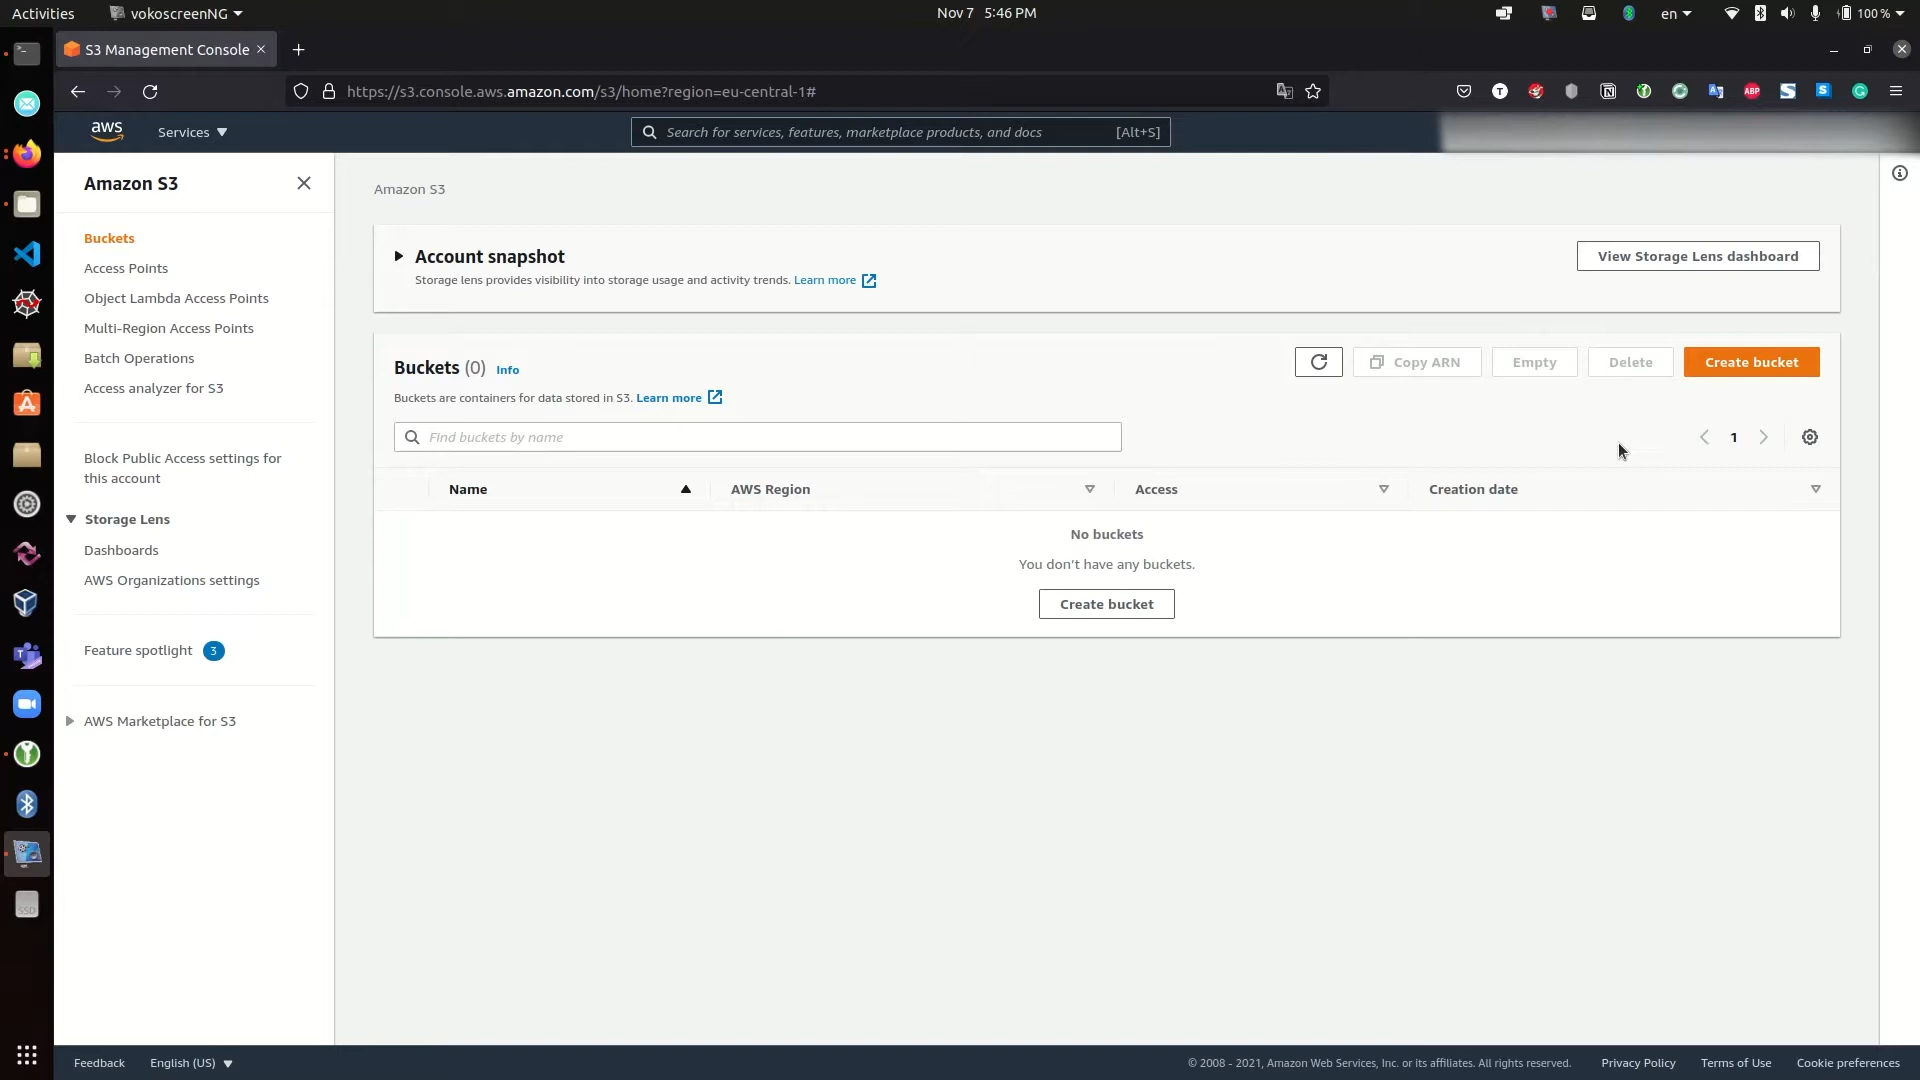 Activities
vokoscreenNG
Nov 7 5:46 PM
en
100 %
S3 Management Console
https://s3.console.aws.amazon.com/s3/home?region=eu-central-1#
aws
Services
Search for services, features, marketplace products, and docs
[Alt+S]
Amazon S3
Buckets
Access Points
Object Lambda Access Points
Multi-Region Access Points
Batch Operations
Access analyzer for S3
Block Public Access settings for
this account
Storage Lens
Dashboards
AWS Organizations settings
Feature spotlight 3
AWS Marketplace for S3
Amazon S3
Account snapshot
Storage lens provides visibility into storage usage and activity trends. Learn more
View Storage Lens dashboard
Buckets (0) Info
Buckets are containers for data stored in S3. Learn more
Copy ARN
Empty
Delete
Create bucket
Find buckets by name
1
Name
AWS Region
Access
Creation date
No buckets
You don't have any buckets.
Create bucket
SSD
Feedback
English (US)
© 2008 - 2021, Amazon Web Services, Inc. or its affiliates. All rights reserved.
Privacy Policy
Terms of Use
Cookie preferences